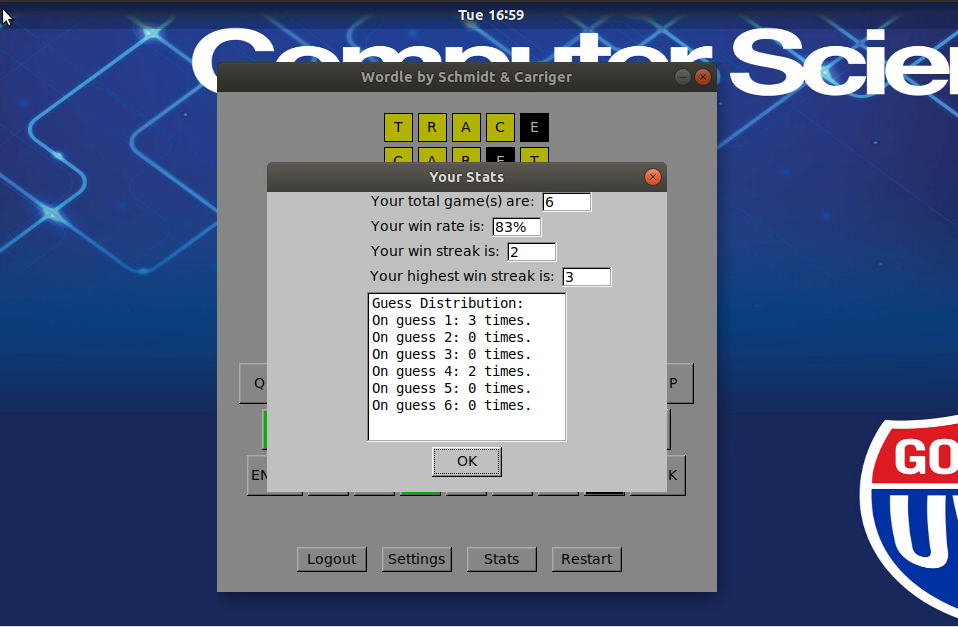 Tue 16:59
Computer Scie
Wordle by Schmidt & Carriger
T R A C E
C A R E T
Your Stats
Your total game(s) are: 6
Your win rate is: 83%
Your win streak is: 2
Your highest win streak is: 3
Guess Distribution:
On guess 1: 3 times.
On guess 2: 0 times.
On guess 3: 0 times.
On guess 4: 2 times.
On guess 5: 0 times.
On guess 6: 0 times.
Q P
OK
EN K
GO
UW
Logout Settings Stats Restart